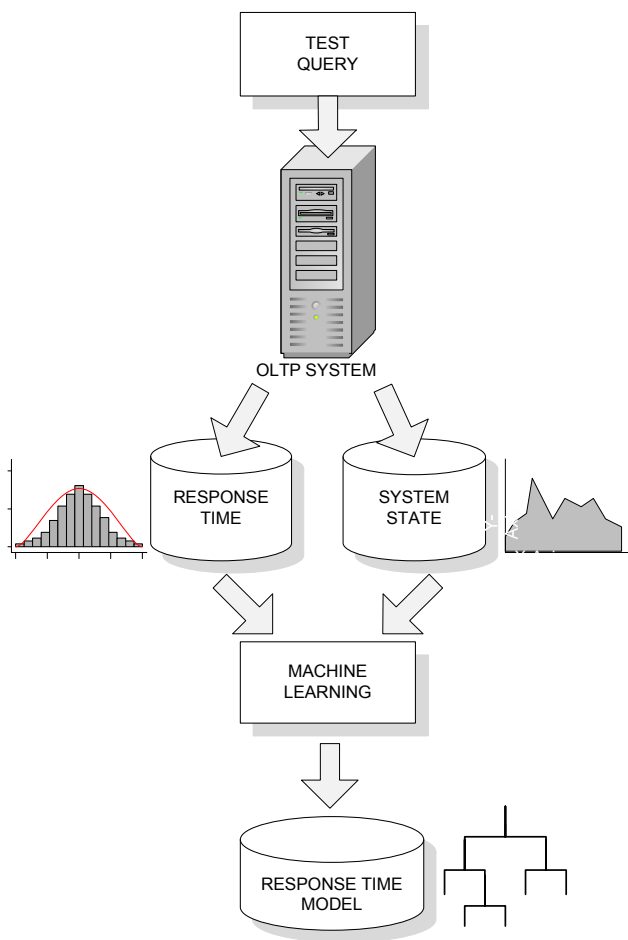 TEST
QUERY
OLTP SYSTEM
RESPONSE
TIME
SYSTEM
STATE
MACHINE
LEARNING
RESPONSE TIME
MODEL